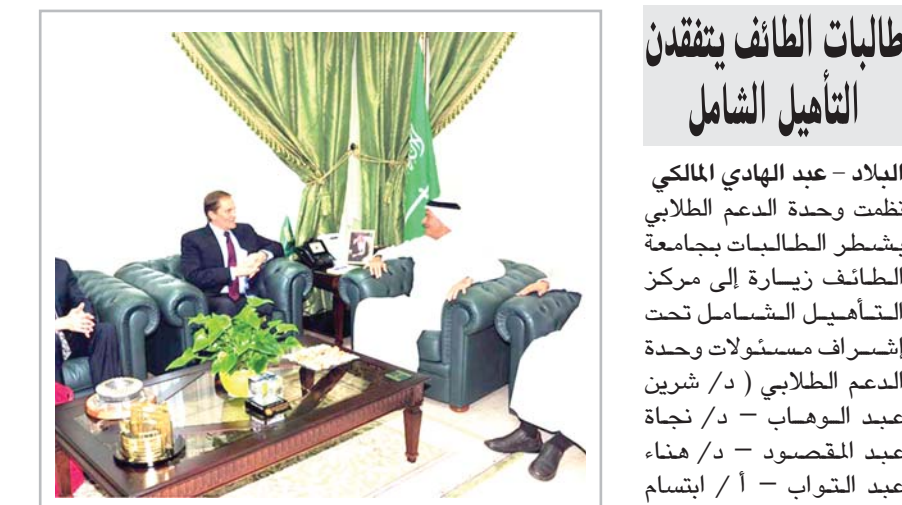 طالبات الطائف يتفقدن
التأهيل الشامل
البلاد – عبد الهادي المالكي
نظمت وحدة الدعم الطلابي
بشطر الطالبات بجامعة
الطائف زيارة إلى مركز
التأهيل الشامل تحت
إشراف مسئولات وحدة
الدعم الطلابي ( د/ شرين
عبد الوهاب – د/ نجاة
عبد المقصود – د/ هناء
عبد التواب – أ / ابتسام